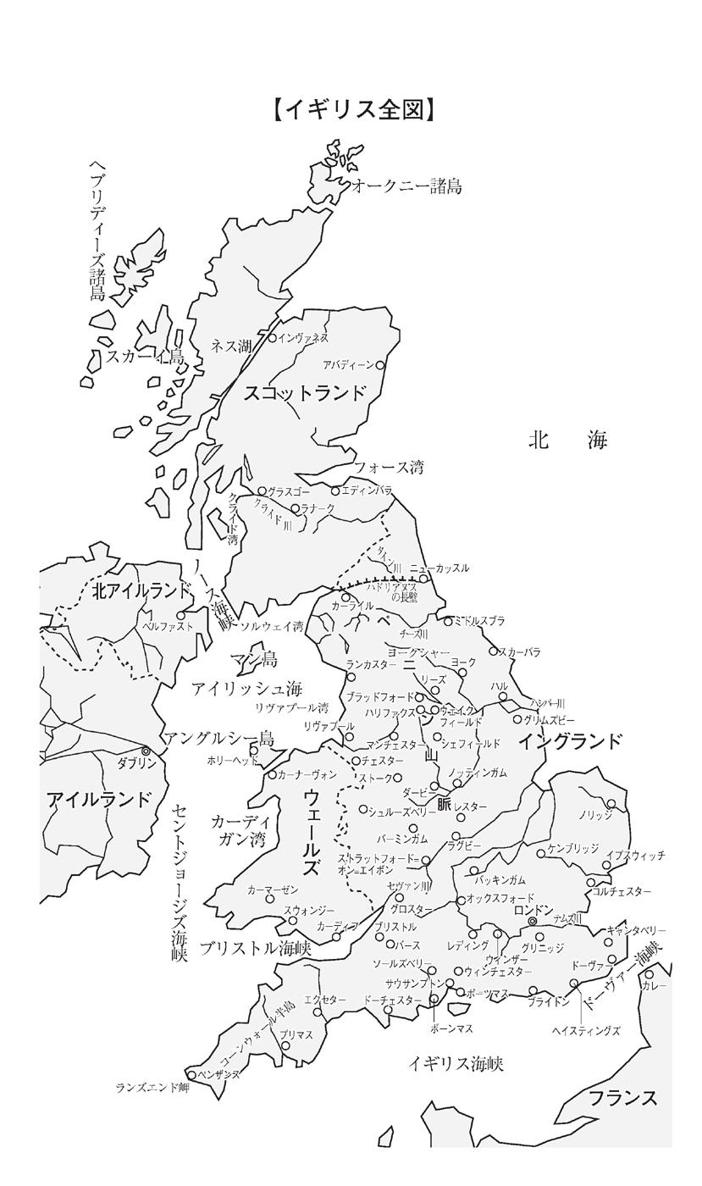 【イギリス全図】
オークニー諸島
ヘブリディーズ諸島
スカーイ島
ネス湖
インヴァネス
アバディーン
スコットランド
北 海
フォース湾
グラスゴー
エディンバラ
クライド川
ラナーク
クライド湾
タイン川
ニューカッスル
ハドリアヌス
の長壁
ノース海峡
北アイルランド
ベルファスト
カーライル
ソルウェイ湾
ペニン山脈
ミドルズブラ
チーズ川
マン島
ヨークシャー
スカーバラ
ランカスター
ヨーク
アイリッシュ海
リーズ
ハル
ブラッドフォード
ハンバー川
リヴァプール湾
ハリファックス
ウェイク
フィールド
グリムズビー
リヴァプール
アングルシー島
マンチェスター
シェフィールド
イングランド
ホリーヘッド
ダブリン
チェスター
カーナーヴォン
ストーク
ノッティンガム
ダービー
アイルランド
ウェールズ
シュルーズベリー
レスター
ノリッジ
カーディ
ガン湾
バーミンガム
ラグビー
セントジョージズ海峡
ストラットフォード=
オン=エイボン
ケンブリッジ
イプスウィッチ
バッキンガム
コルチェスター
カーマーゼン
セヴァン川
オックスフォード
グロスター
ロンドン
テムズ川
スウォンジー
カーディフ
ブリストル
キャンタベリー
ブリストル海峡
バース
レディング
グリニッジ
ウィンザー
ソールズベリー
ウィンチェスター
ドーヴァー
ドーヴァー海峡
カレー
サウサンプトン
ポーツマス
ブライトン
エクセター
ドーチェスター
ボーンマス
ヘイスティングズ
コーンウォール半島
プリマス
イギリス海峡
ペンザンス
ランズエンド岬
フランス